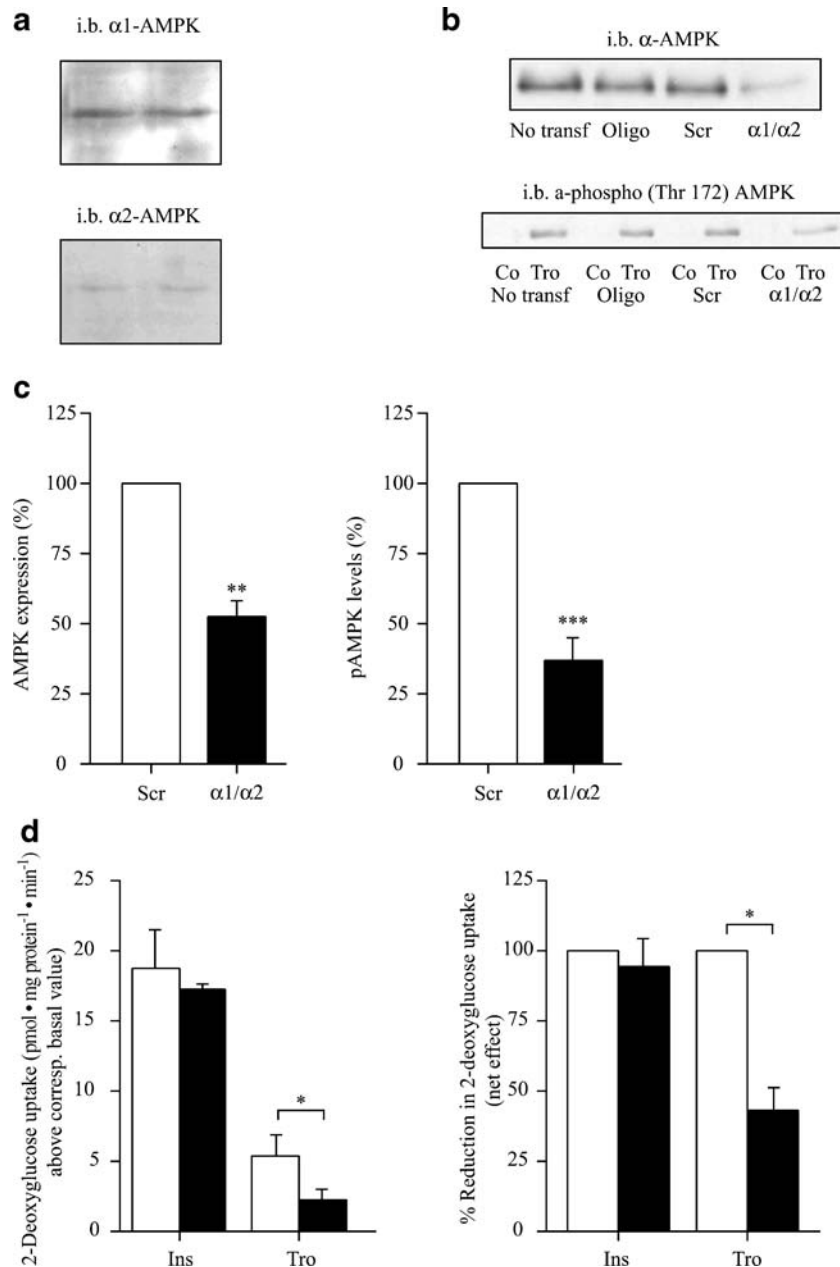 a
i.b. α1-AMPK
i.b. α2-AMPK
b
i.b. α-AMPK
No transf Oligo Scr α1/α2
i.b. a-phospho (Thr 172) AMPK
Co Tro Co Tro Co Tro Co Tro
No transf Oligo Scr α1/α2
c
AMPK expression (%)
125
100
75
50
25
0
**
Scr α1/α2
pAMPK levels (%)
125
100
75
50
25
0
***
Scr α1/α2
d
2-Deoxyglucose uptake (pmol•mg protein⁻¹•min⁻¹)
above corresp. basal value)
25
20
15
10
5
0
*
Ins Tro
% Reduction in 2-deoxyglucose uptake
(net effect)
125
100
75
50
25
0
*
Ins Tro